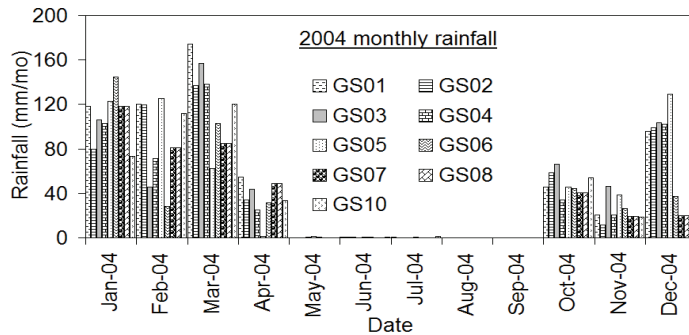 2004 monthly rainfall
GS01 GS02
GS03 GS04
GS05 GS06
GS07 GS08
GS10
Rainfall (mm/mo)
200
160
120
80
40
0
Jan-04
Feb-04
Mar-04
Apr-04
May-04
Jun-04
Jul-04
Aug-04
Sep-04
Oct-04
Nov-04
Dec-04
Date